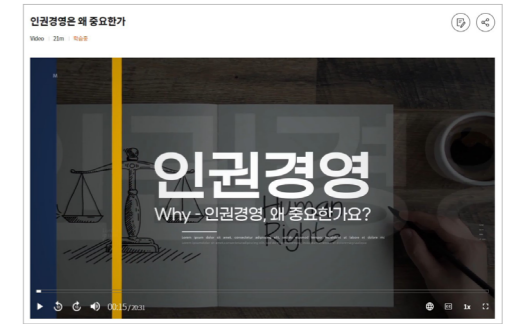 인권경영은 왜 중요한가
Video 21m 학습중
M
인권경영
Why - 인권경영, 왜 중요한가요?
Human
Rights
00:15 / 20:31
1x